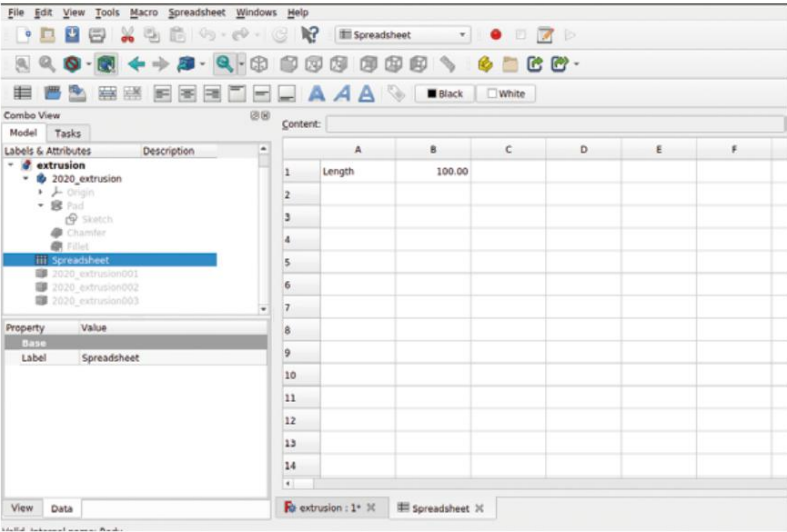 File Edit View Tools Macro Spreadsheet Windows Help
Spreadsheet
Black White
Combo View
Content:
Model Tasks
Labels & Attributes Description
A B C D E F
extrusion
1 Length 100.00
2020_extrusion
Origin
2
Pad
Sketch
3
Chamfer
4
Fillet
Spreadsheet
5
2020_extrusion001
2020_extrusion002
6
2020_extrusion003
7
Property Value
8
Base
Label Spreadsheet
9
10
11
12
13
14
View Data
extrusion : 1* Spreadsheet